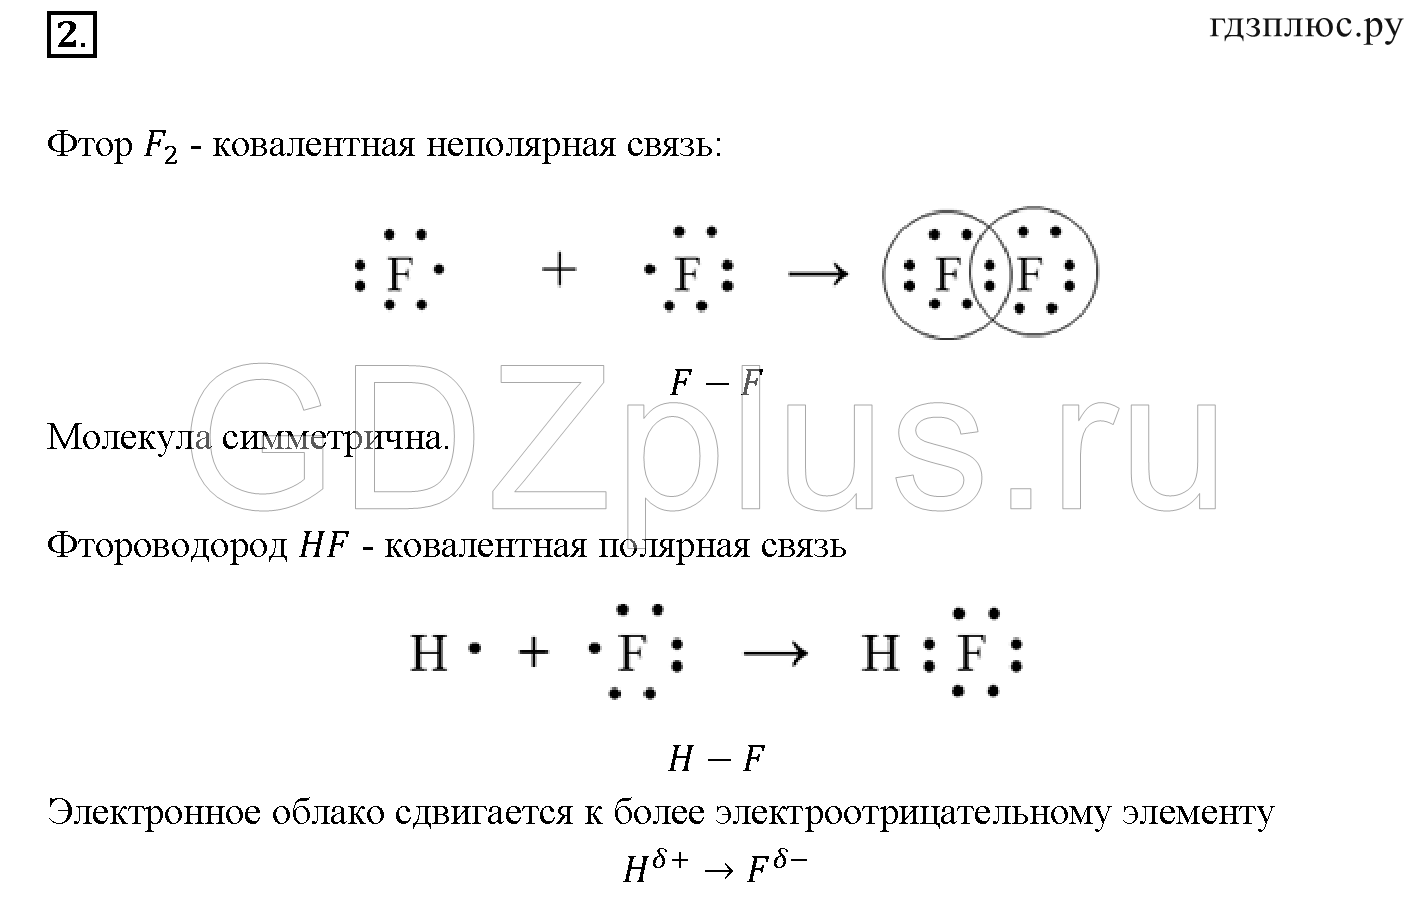 2.
гдзплюс.ру
Фтор F₂ - ковалентная неполярная связь:
F + F → F F
F − F
GDZplus.ru
Молекула симметрична.
Фтороводород HF - ковалентная полярная связь
H · + · F → H : F
H − F
Электронное облако сдвигается к более электроотрицательному элементу
H^δ+ → F^δ−